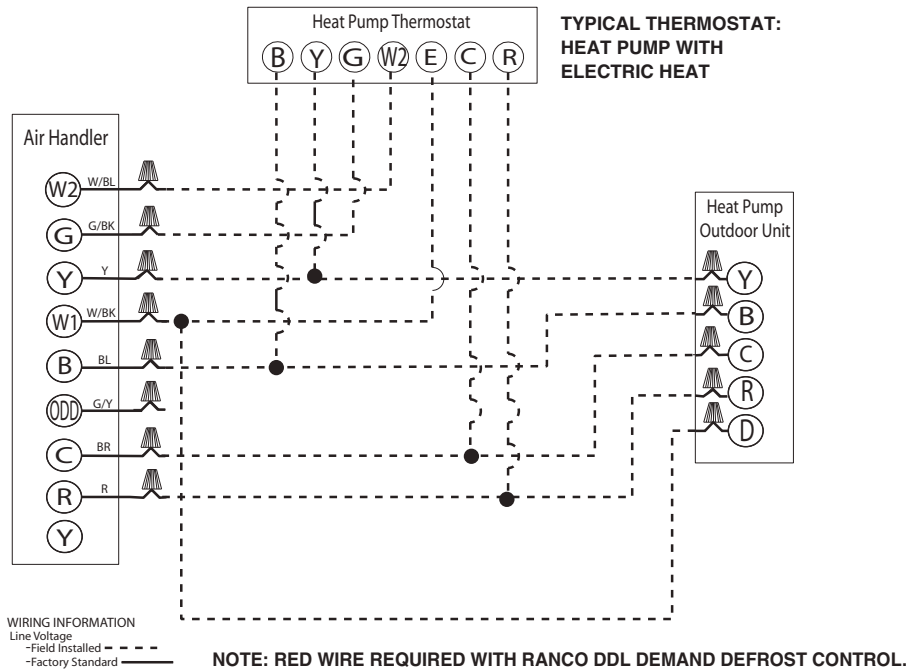 Heat Pump Thermostat
B Y G W2 E C R
TYPICAL THERMOSTAT:
HEAT PUMP WITH
ELECTRIC HEAT
Air Handler
W2 W/BL
G G/BK
Y Y
W1 W/BK
B BL
ODD G/Y
C BR
R R
Y
Heat Pump
Outdoor Unit
Y
B
C
R
D
WIRING INFORMATION
Line Voltage
-Field Installed
-Factory Standard
NOTE: RED WIRE REQUIRED WITH RANCO DDL DEMAND DEFROST CONTROL.